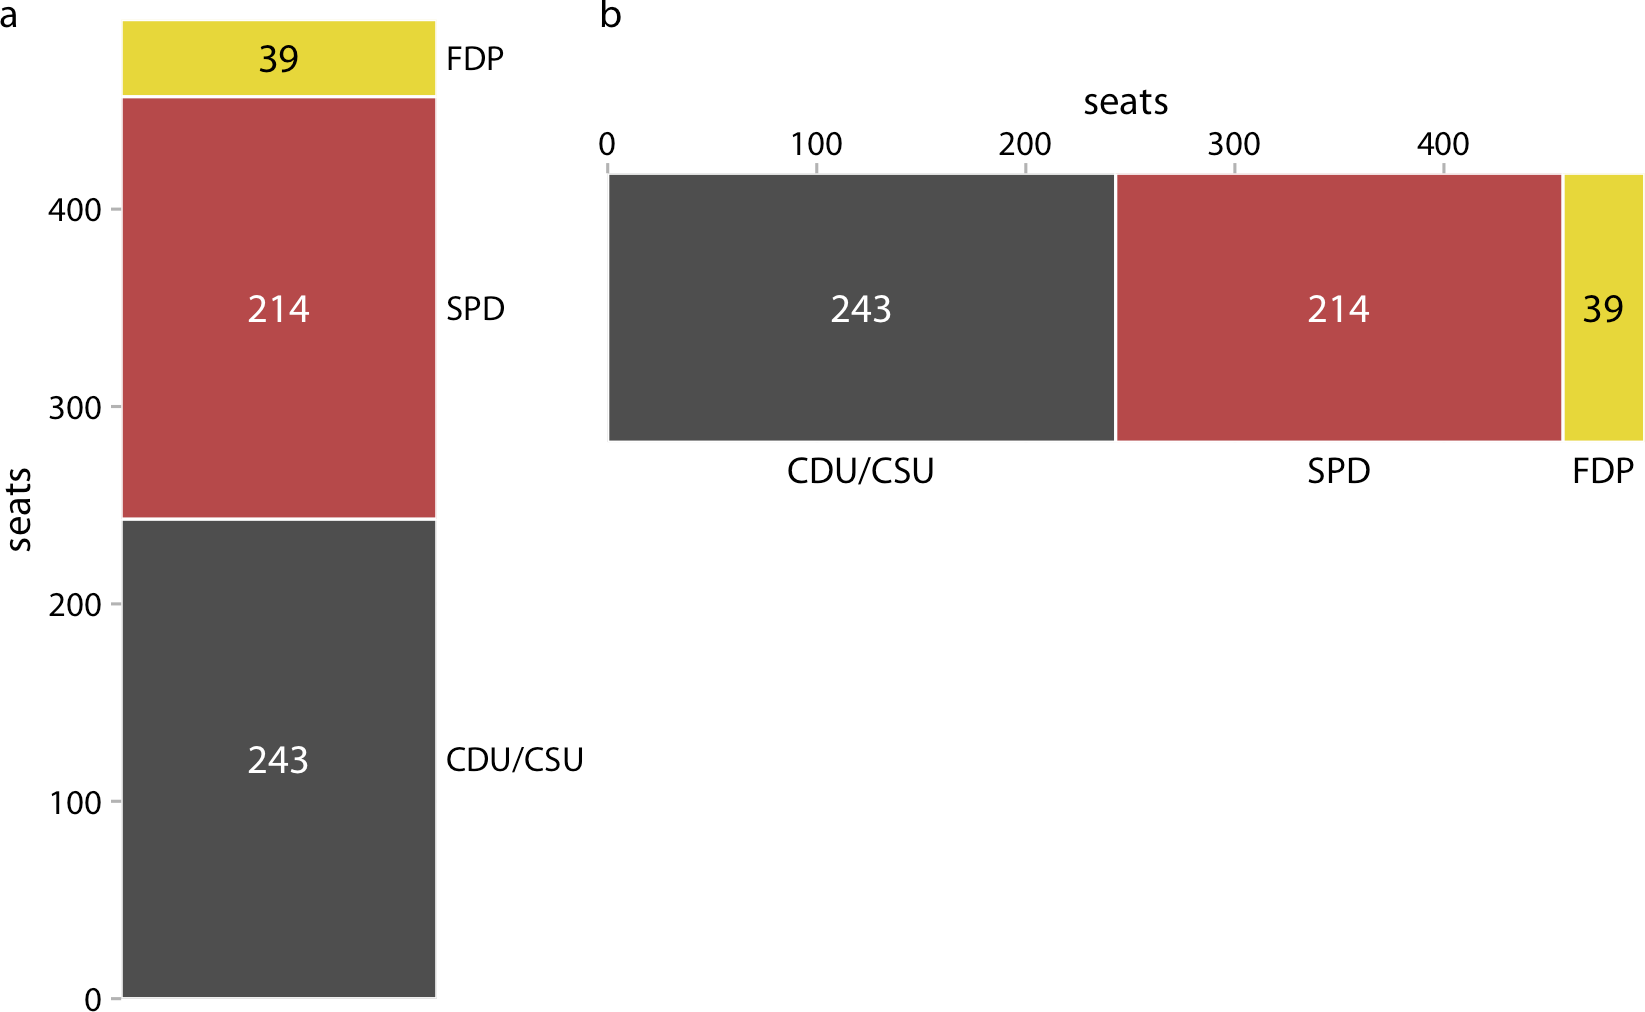 a
39
FDP
400
214
SPD
300
seats
200
243
CDU/CSU
100
0
b
seats
0 100 200 300 400
243 214 39
CDU/CSU SPD FDP